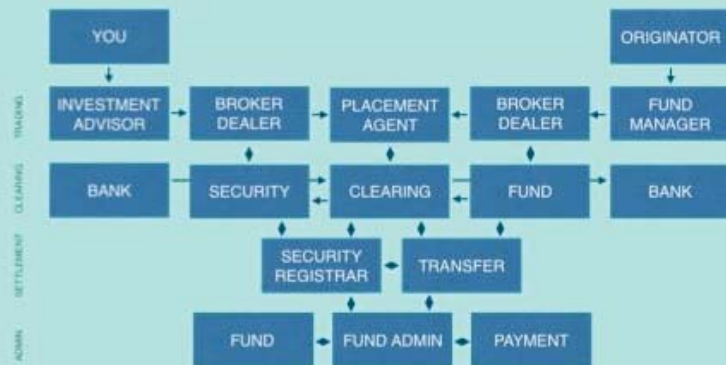 YOU
ORIGINATOR
TRADING
INVESTMENT
ADVISOR
BROKER
DEALER
PLACEMENT
AGENT
BROKER
DEALER
FUND
MANAGER
CLEARING
BANK
SECURITY
CLEARING
FUND
BANK
SETTLEMENT
SECURITY
REGISTRAR
TRANSFER
ADMIN
FUND
FUND ADMIN
PAYMENT